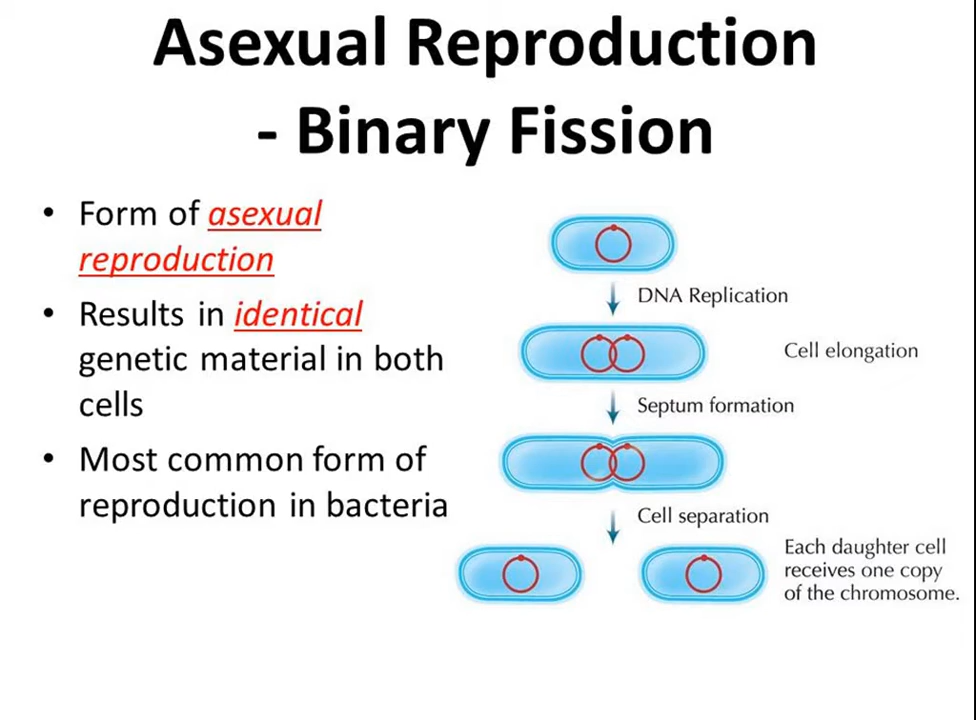 Asexual Reproduction
- Binary Fission
• Form of asexual
reproduction
• Results in identical
genetic material in both
cells
• Most common form of
reproduction in bacteria
DNA Replication
Cell elongation
Septum formation
Cell separation
Each daughter cell
receives one copy
of the chromosome.